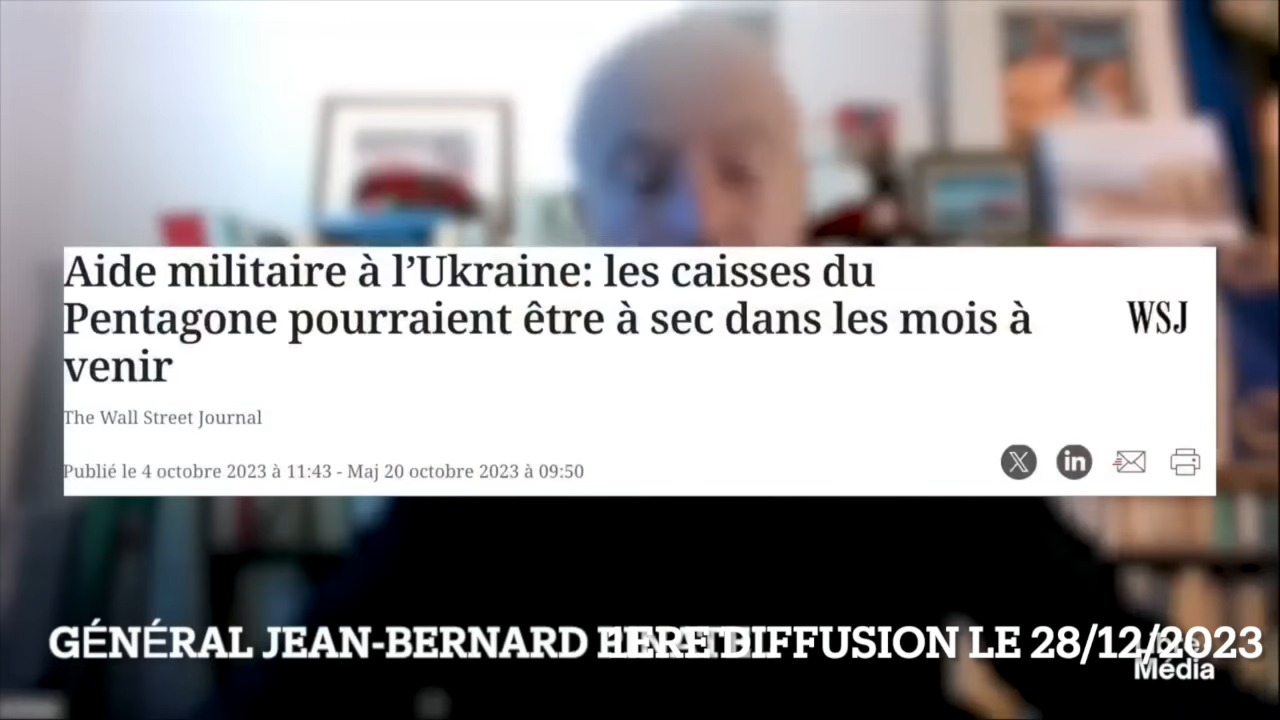 Aide militaire à l’Ukraine: les caisses du
Pentagone pourraient être à sec dans les mois à
venir
WSJ
The Wall Street Journal
Publié le 4 octobre 2023 à 11:43 - Maj 20 octobre 2023 à 09:50
X
in
GÉNÉRAL JEAN-BERNARD
DIFFUSION LE 28/12/2023
Média